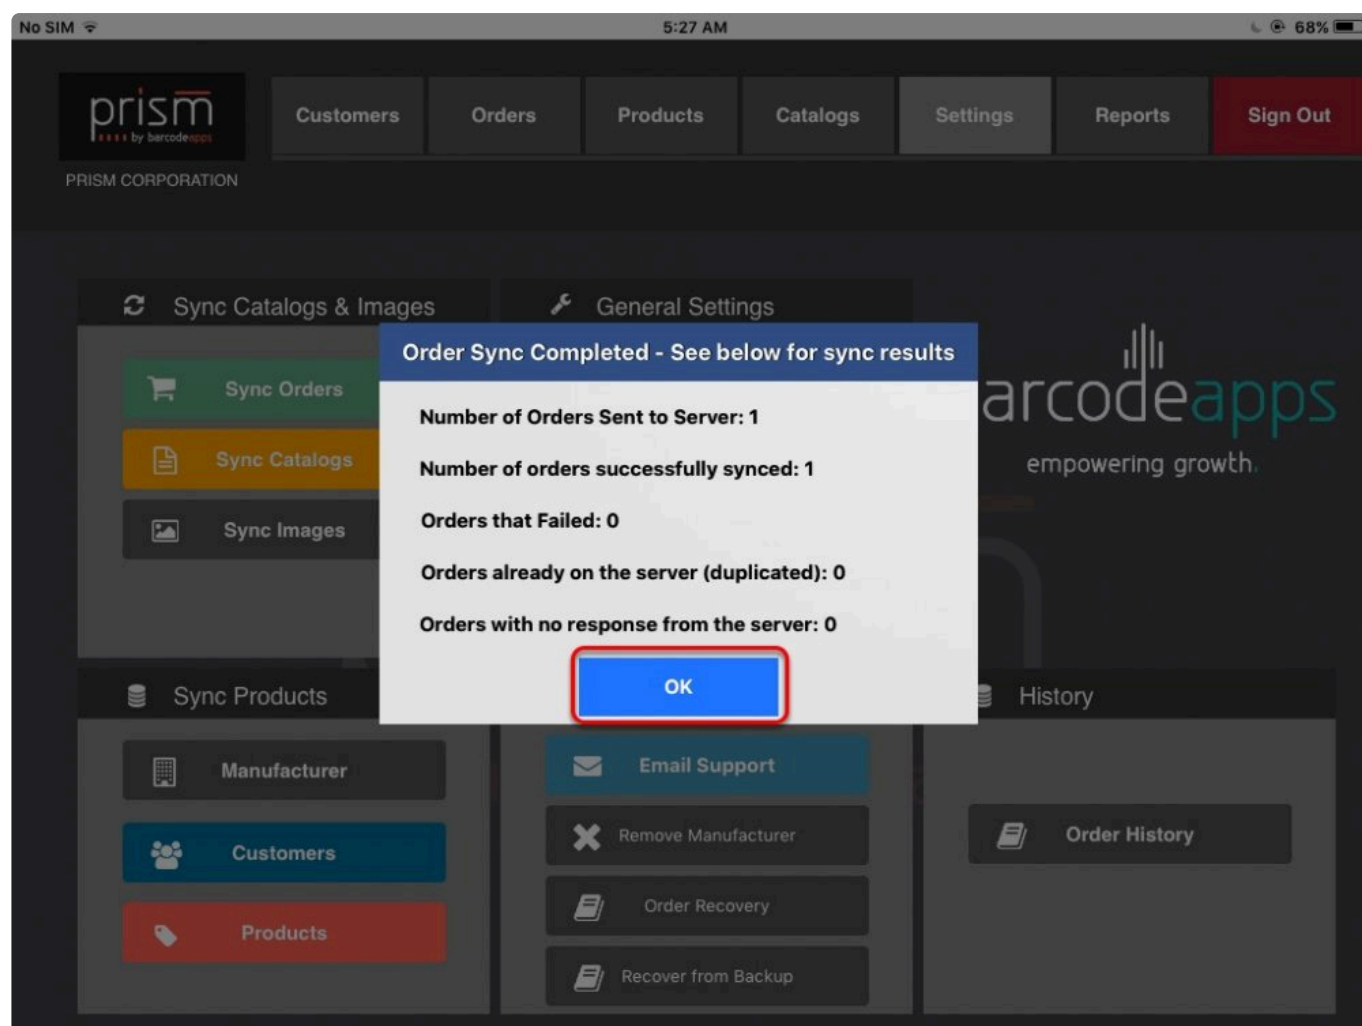 No SIM
5:27 AM
68%
prism
by barcodeapps
Customers
Orders
Products
Catalogs
Settings
Reports
Sign Out
PRISM CORPORATION
Sync Catalogs & Images
General Settings
Order Sync Completed - See below for sync results
Sync Orders
Number of Orders Sent to Server: 1
arcodeapps
Sync Catalogs
Number of orders successfully synced: 1
empowering growth.
Sync Images
Orders that Failed: 0
Orders already on the server (duplicated): 0
Orders with no response from the server: 0
OK
Sync Products
History
Manufacturer
Email Support
Customers
Remove Manufacturer
Order History
Products
Order Recovery
Recover from Backup